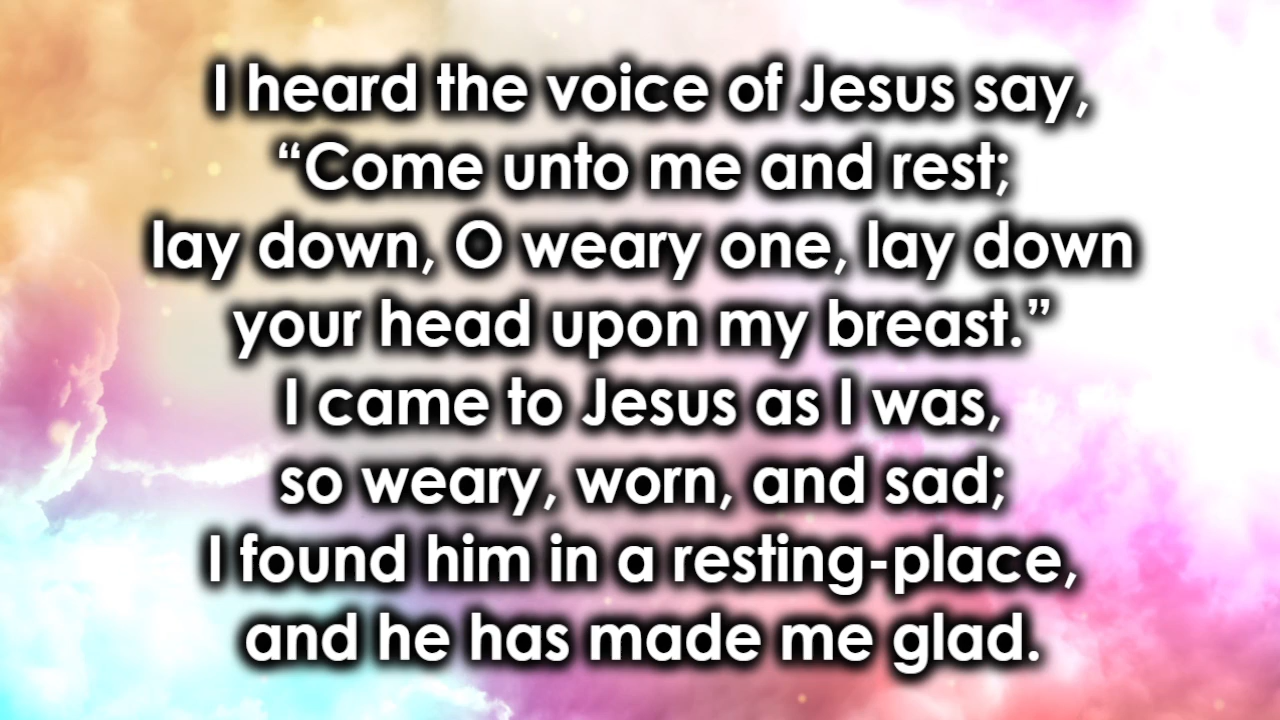 I heard the voice of Jesus say,
“Come unto me and rest;
lay down, O weary one, lay down
your head upon my breast.”
I came to Jesus as I was,
so weary, worn, and sad;
I found him in a resting-place,
and he has made me glad.